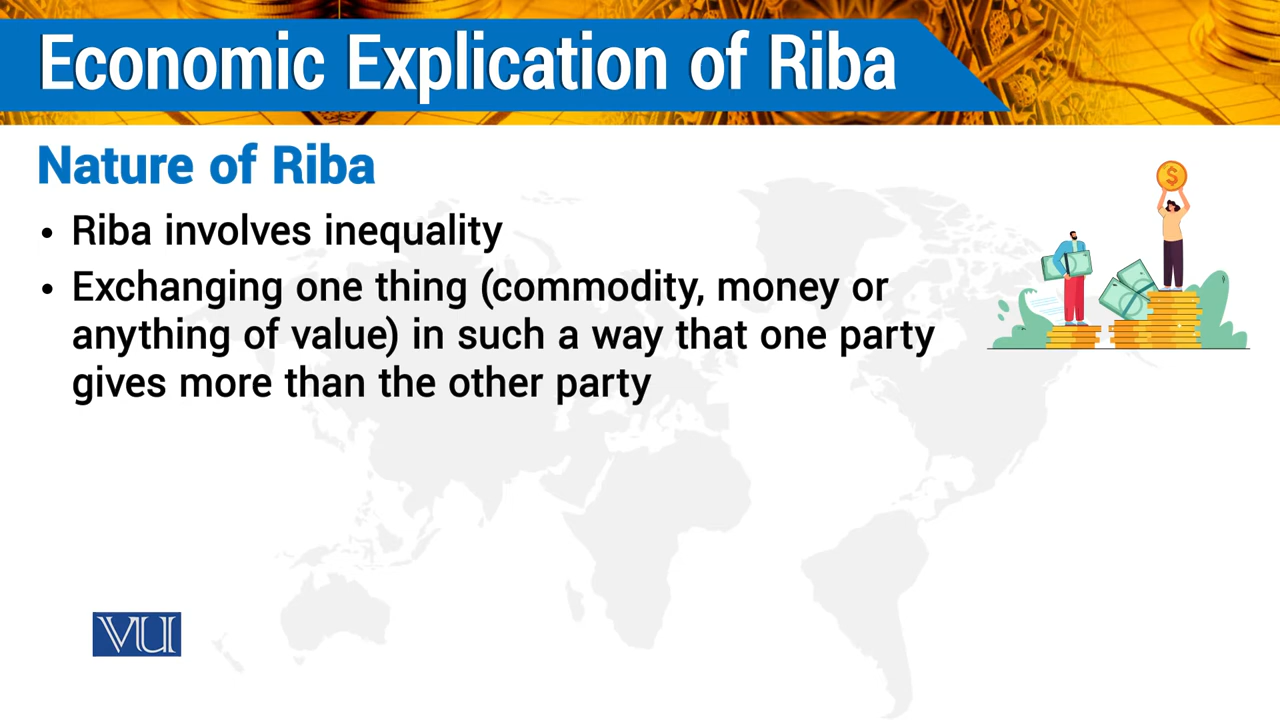 Economic Explication of Riba
Nature of Riba
• Riba involves inequality
• Exchanging one thing (commodity, money or
anything of value) in such a way that one party
gives more than the other party
$
VU